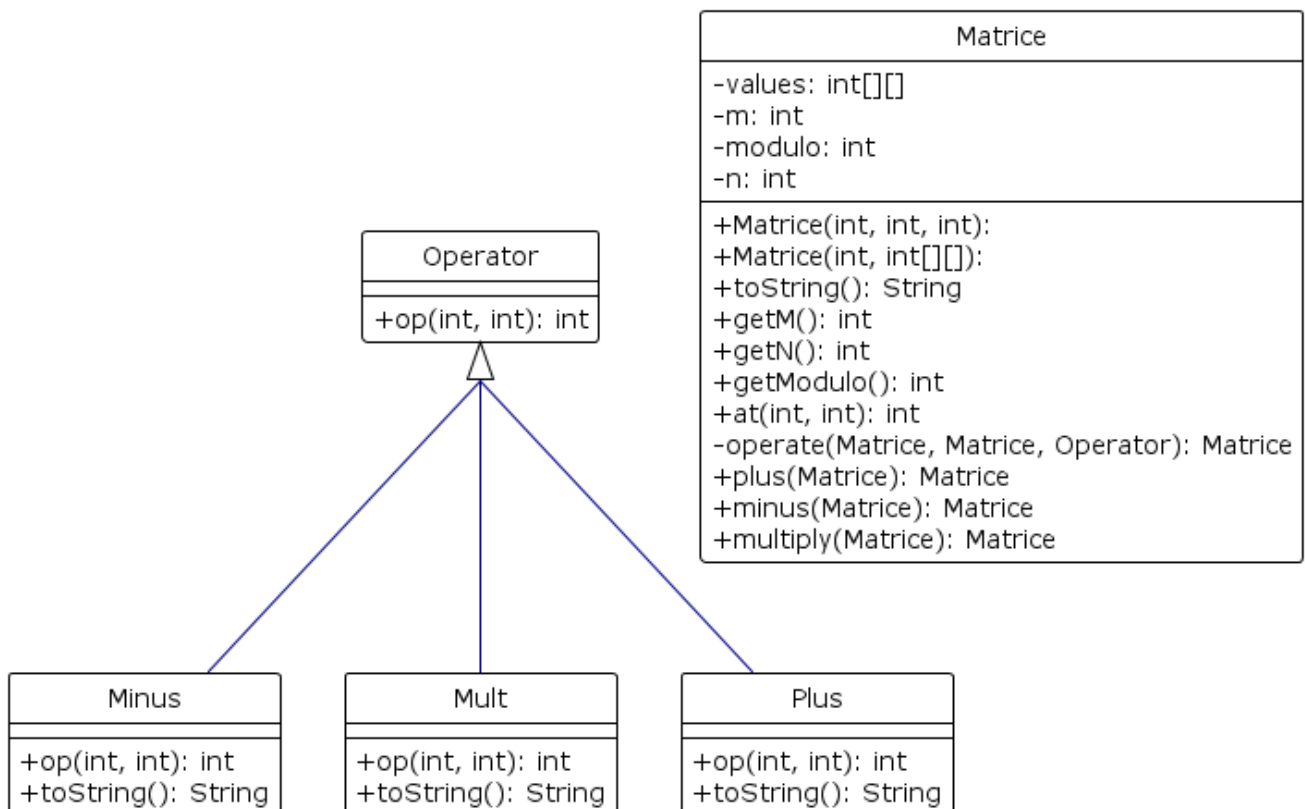 Matrice
-values: int[][]
-m: int
-modulo: int
-n: int
+Matrice(int, int, int):
+Matrice(int, int[][]):
+toString(): String
+getM(): int
+getN(): int
+getModulo(): int
+at(int, int): int
-operate(Matrice, Matrice, Operator): Matrice
+plus(Matrice): Matrice
+minus(Matrice): Matrice
+multiply(Matrice): Matrice
Operator
+op(int, int): int
Minus
+op(int, int): int
+toString(): String
Mult
+op(int, int): int
+toString(): String
Plus
+op(int, int): int
+toString(): String